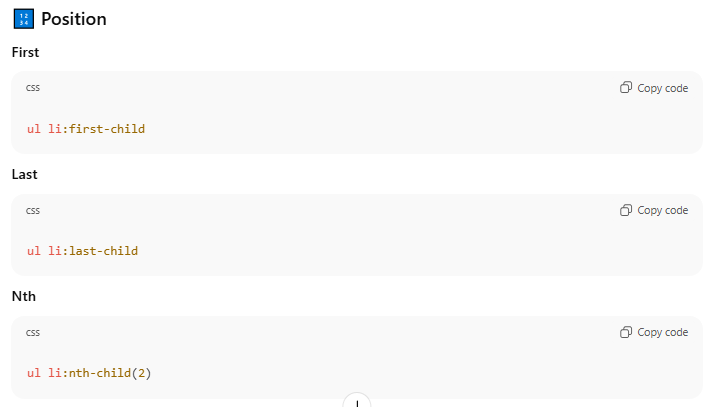 🔢 Position
First
css
Copy code
ul li:first-child
Last
css
Copy code
ul li:last-child
Nth
css
Copy code
ul li:nth-child(2)